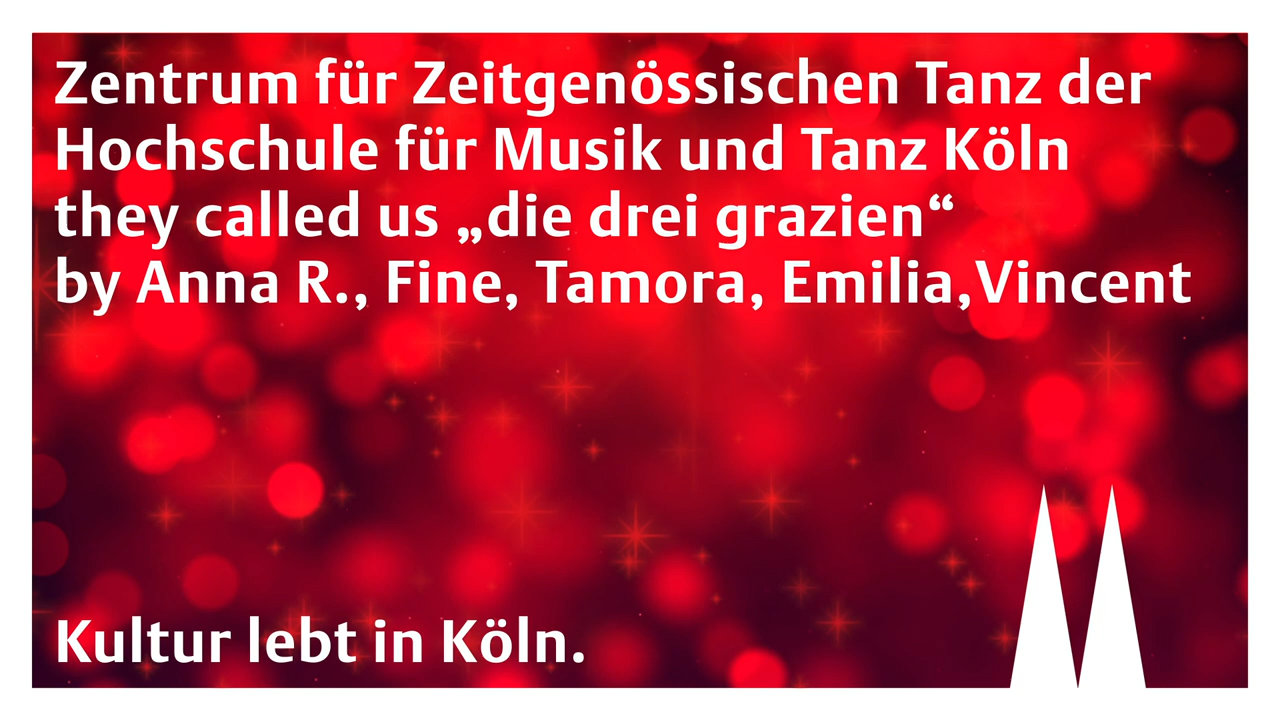 Zentrum für Zeitgenössischen Tanz der
Hochschule für Musik und Tanz Köln
they called us „die drei grazien“
by Anna R., Fine, Tamora, Emilia,Vincent
Kultur lebt in Köln.